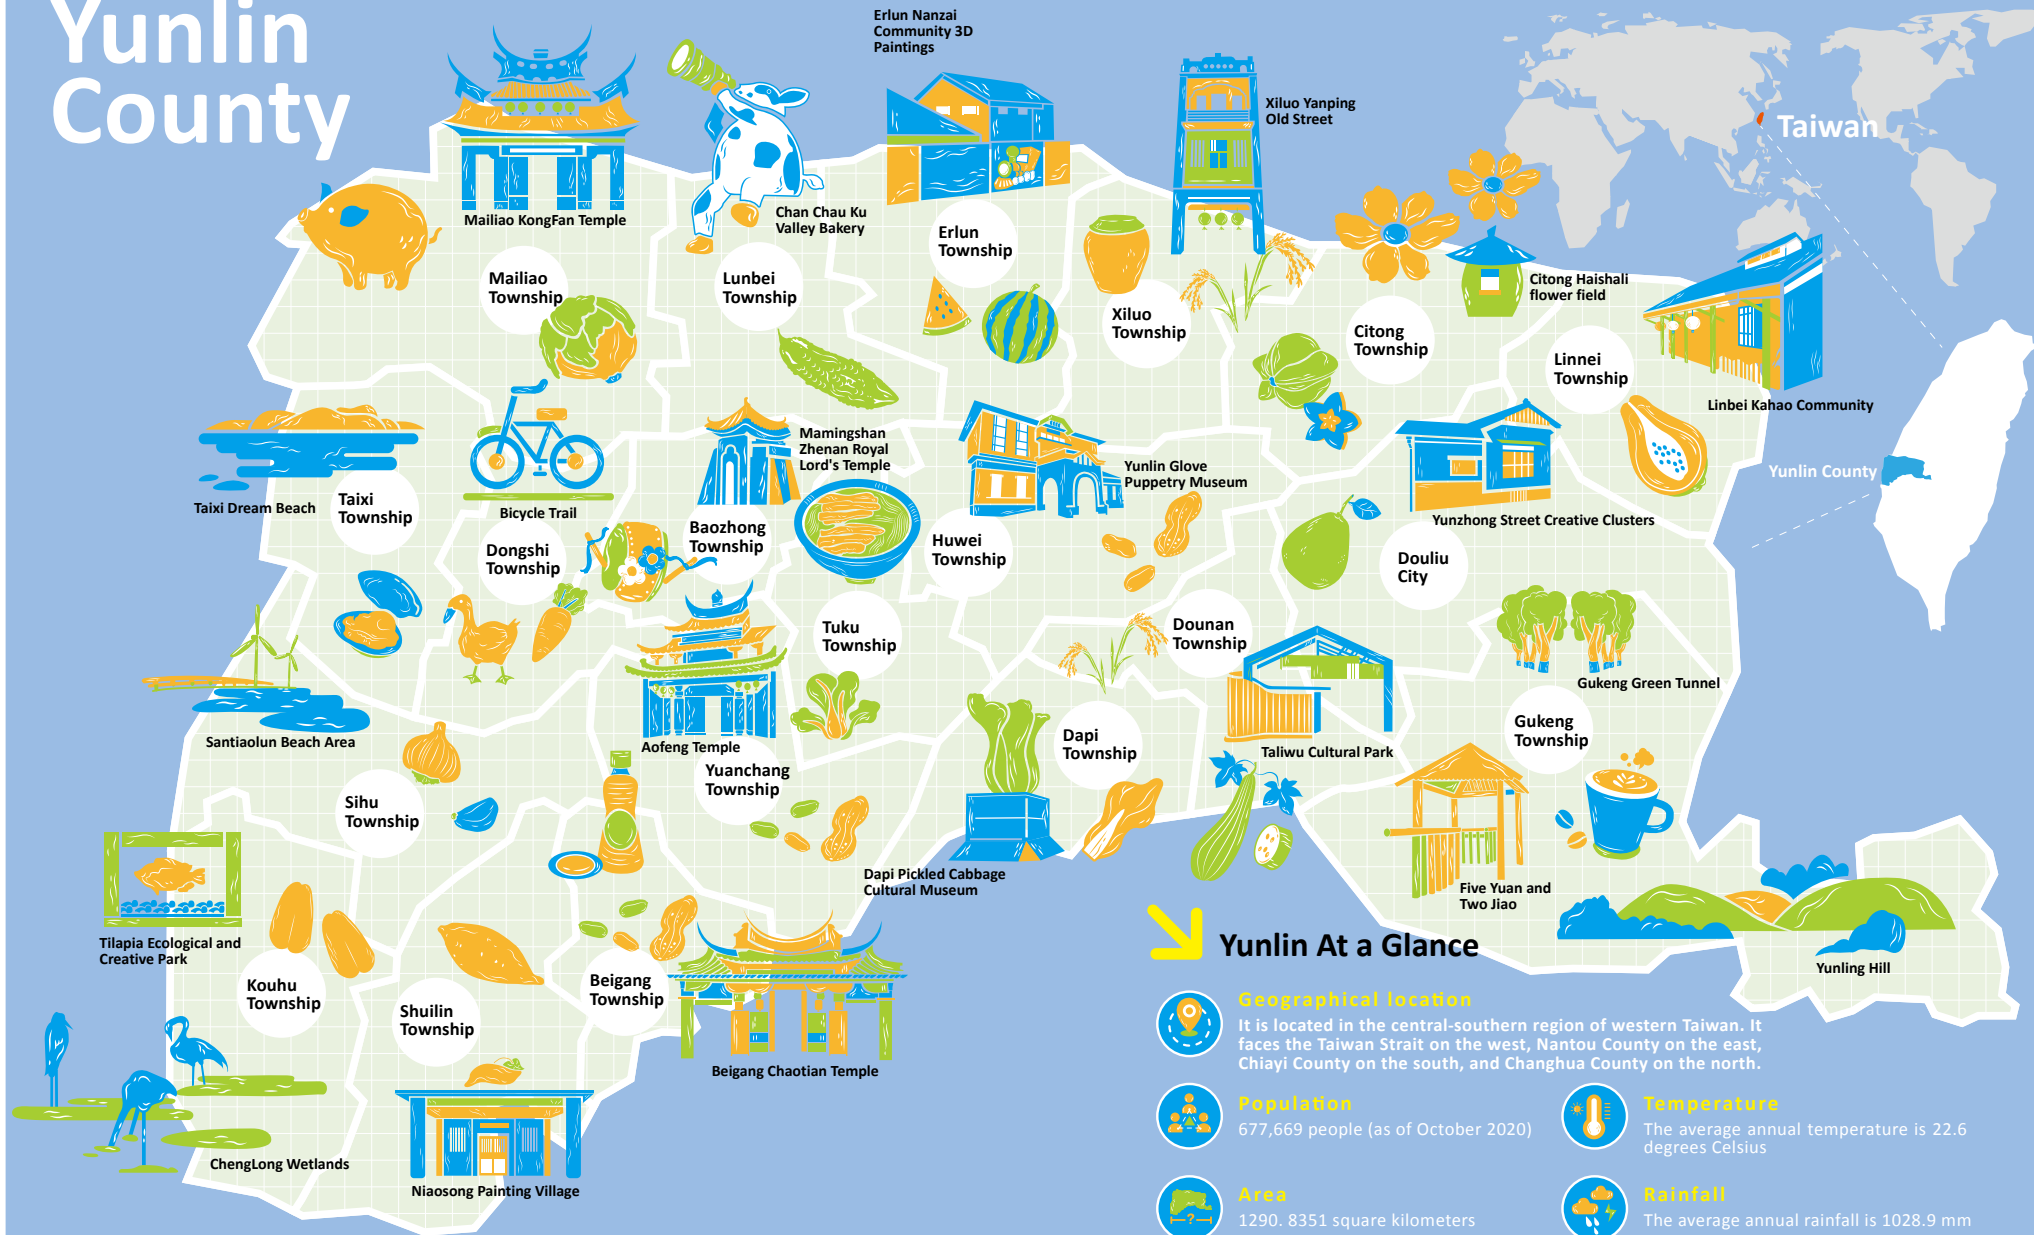 Yunlin
County
Erlun Nanzai
Community 3D
Paintings
Xiluo Yanping
Old Street
Taiwan
Mailiao KongFan Temple
Chan Chau Ku
Valley Bakery
Erlun
Township
Mailiao
Township
Lunbei
Township
Xiluo
Township
Citong
Township
Citong Haishali
flower field
Linnei
Township
Linbei Kahao Community
Taixi Dream Beach
Taixi
Township
Bicycle Trail
Mamingshan
Zhenan Royal
Lord's Temple
Yunlin Glove
Puppetry Museum
Yunlin County
Yunzhong Street Creative Clusters
Dongshi
Township
Baozhong
Township
Huwei
Township
Douliu
City
Tuku
Township
Dounan
Township
Gukeng Green Tunnel
Santiaolun Beach Area
Aofeng Temple
Yuanchang
Township
Dapi
Township
Taliwu Cultural Park
Gukeng
Township
Sihu
Township
Dapi Pickled Cabbage
Cultural Museum
Five Yuan and
Two Jiao
Tilapia Ecological and
Creative Park
Yunling Hill
Kouhu
Township
Shuilin
Township
Beigang
Township
Beigang Chaotian Temple
ChengLong Wetlands
Niaosong Painting Village
Yunlin At a Glance
Geographical location
It is located in the central-southern region of western Taiwan. It
faces the Taiwan Strait on the west, Nantou County on the east,
Chiayi County on the south, and Changhua County on the north.
Population
677,669 people (as of October 2020)
Temperature
The average annual temperature is 22.6
degrees Celsius
Area
1290. 8351 square kilometers
?
Rainfall
The average annual rainfall is 1028.9 mm